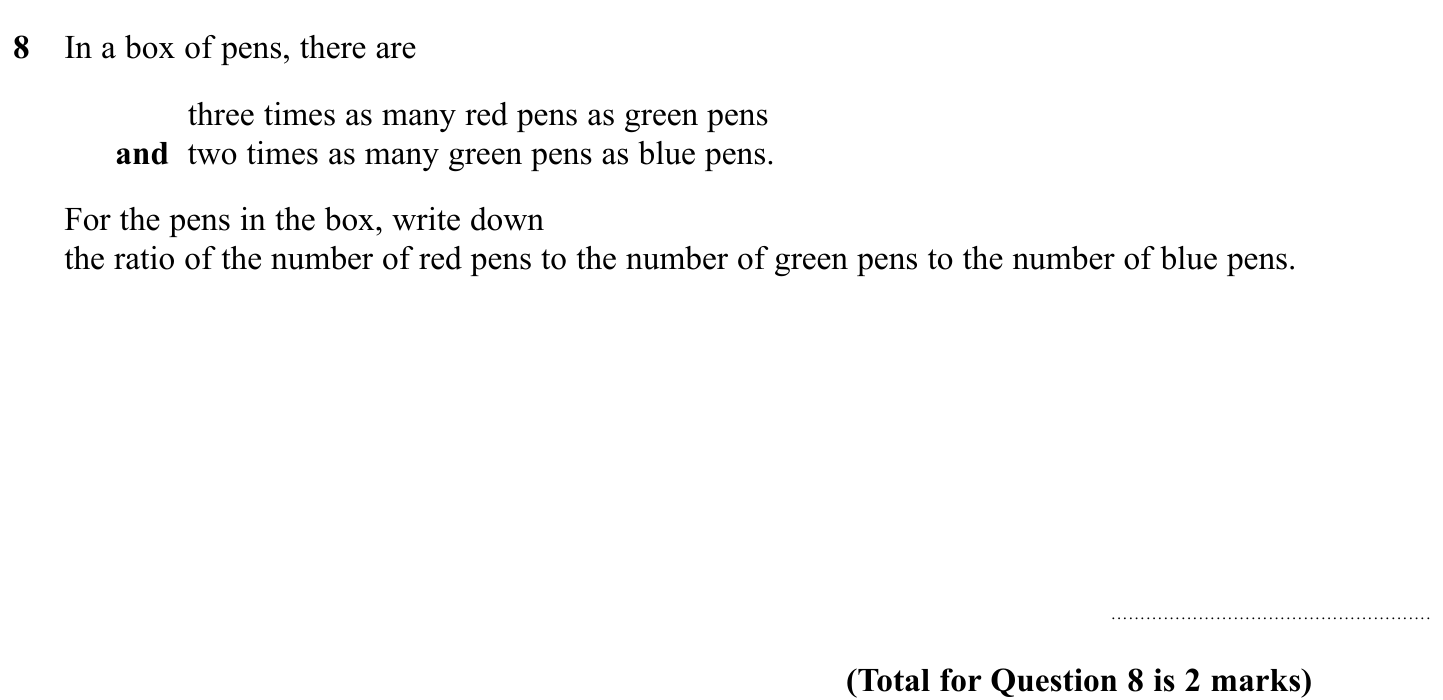 8 In a box of pens, there are
three times as many red pens as green pens
and two times as many green pens as blue pens.
For the pens in the box, write down
the ratio of the number of red pens to the number of green pens to the number of blue pens.
(Total for Question 8 is 2 marks)